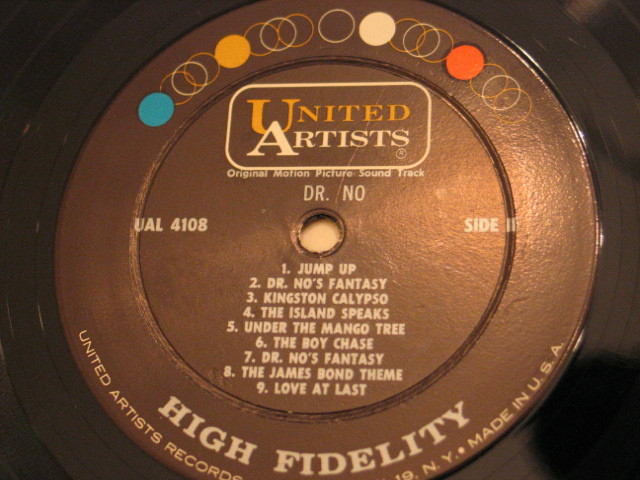 UNITED
ARTISTS
®
Original Motion Picture Sound Track
DR. NO
UAL 4108
SIDE II
1. JUMP UP
2. DR. NO'S FANTASY
3. KINGSTON CALYPSO
4. THE ISLAND SPEAKS
5. UNDER THE MANGO TREE
6. THE BOY CHASE
7. DR. NO'S FANTASY
8. THE JAMES BOND THEME
9. LOVE AT LAST
HIGH FIDELITY
UNITED ARTISTS RECORDS 19, N. Y. • MADE IN U.S.A.